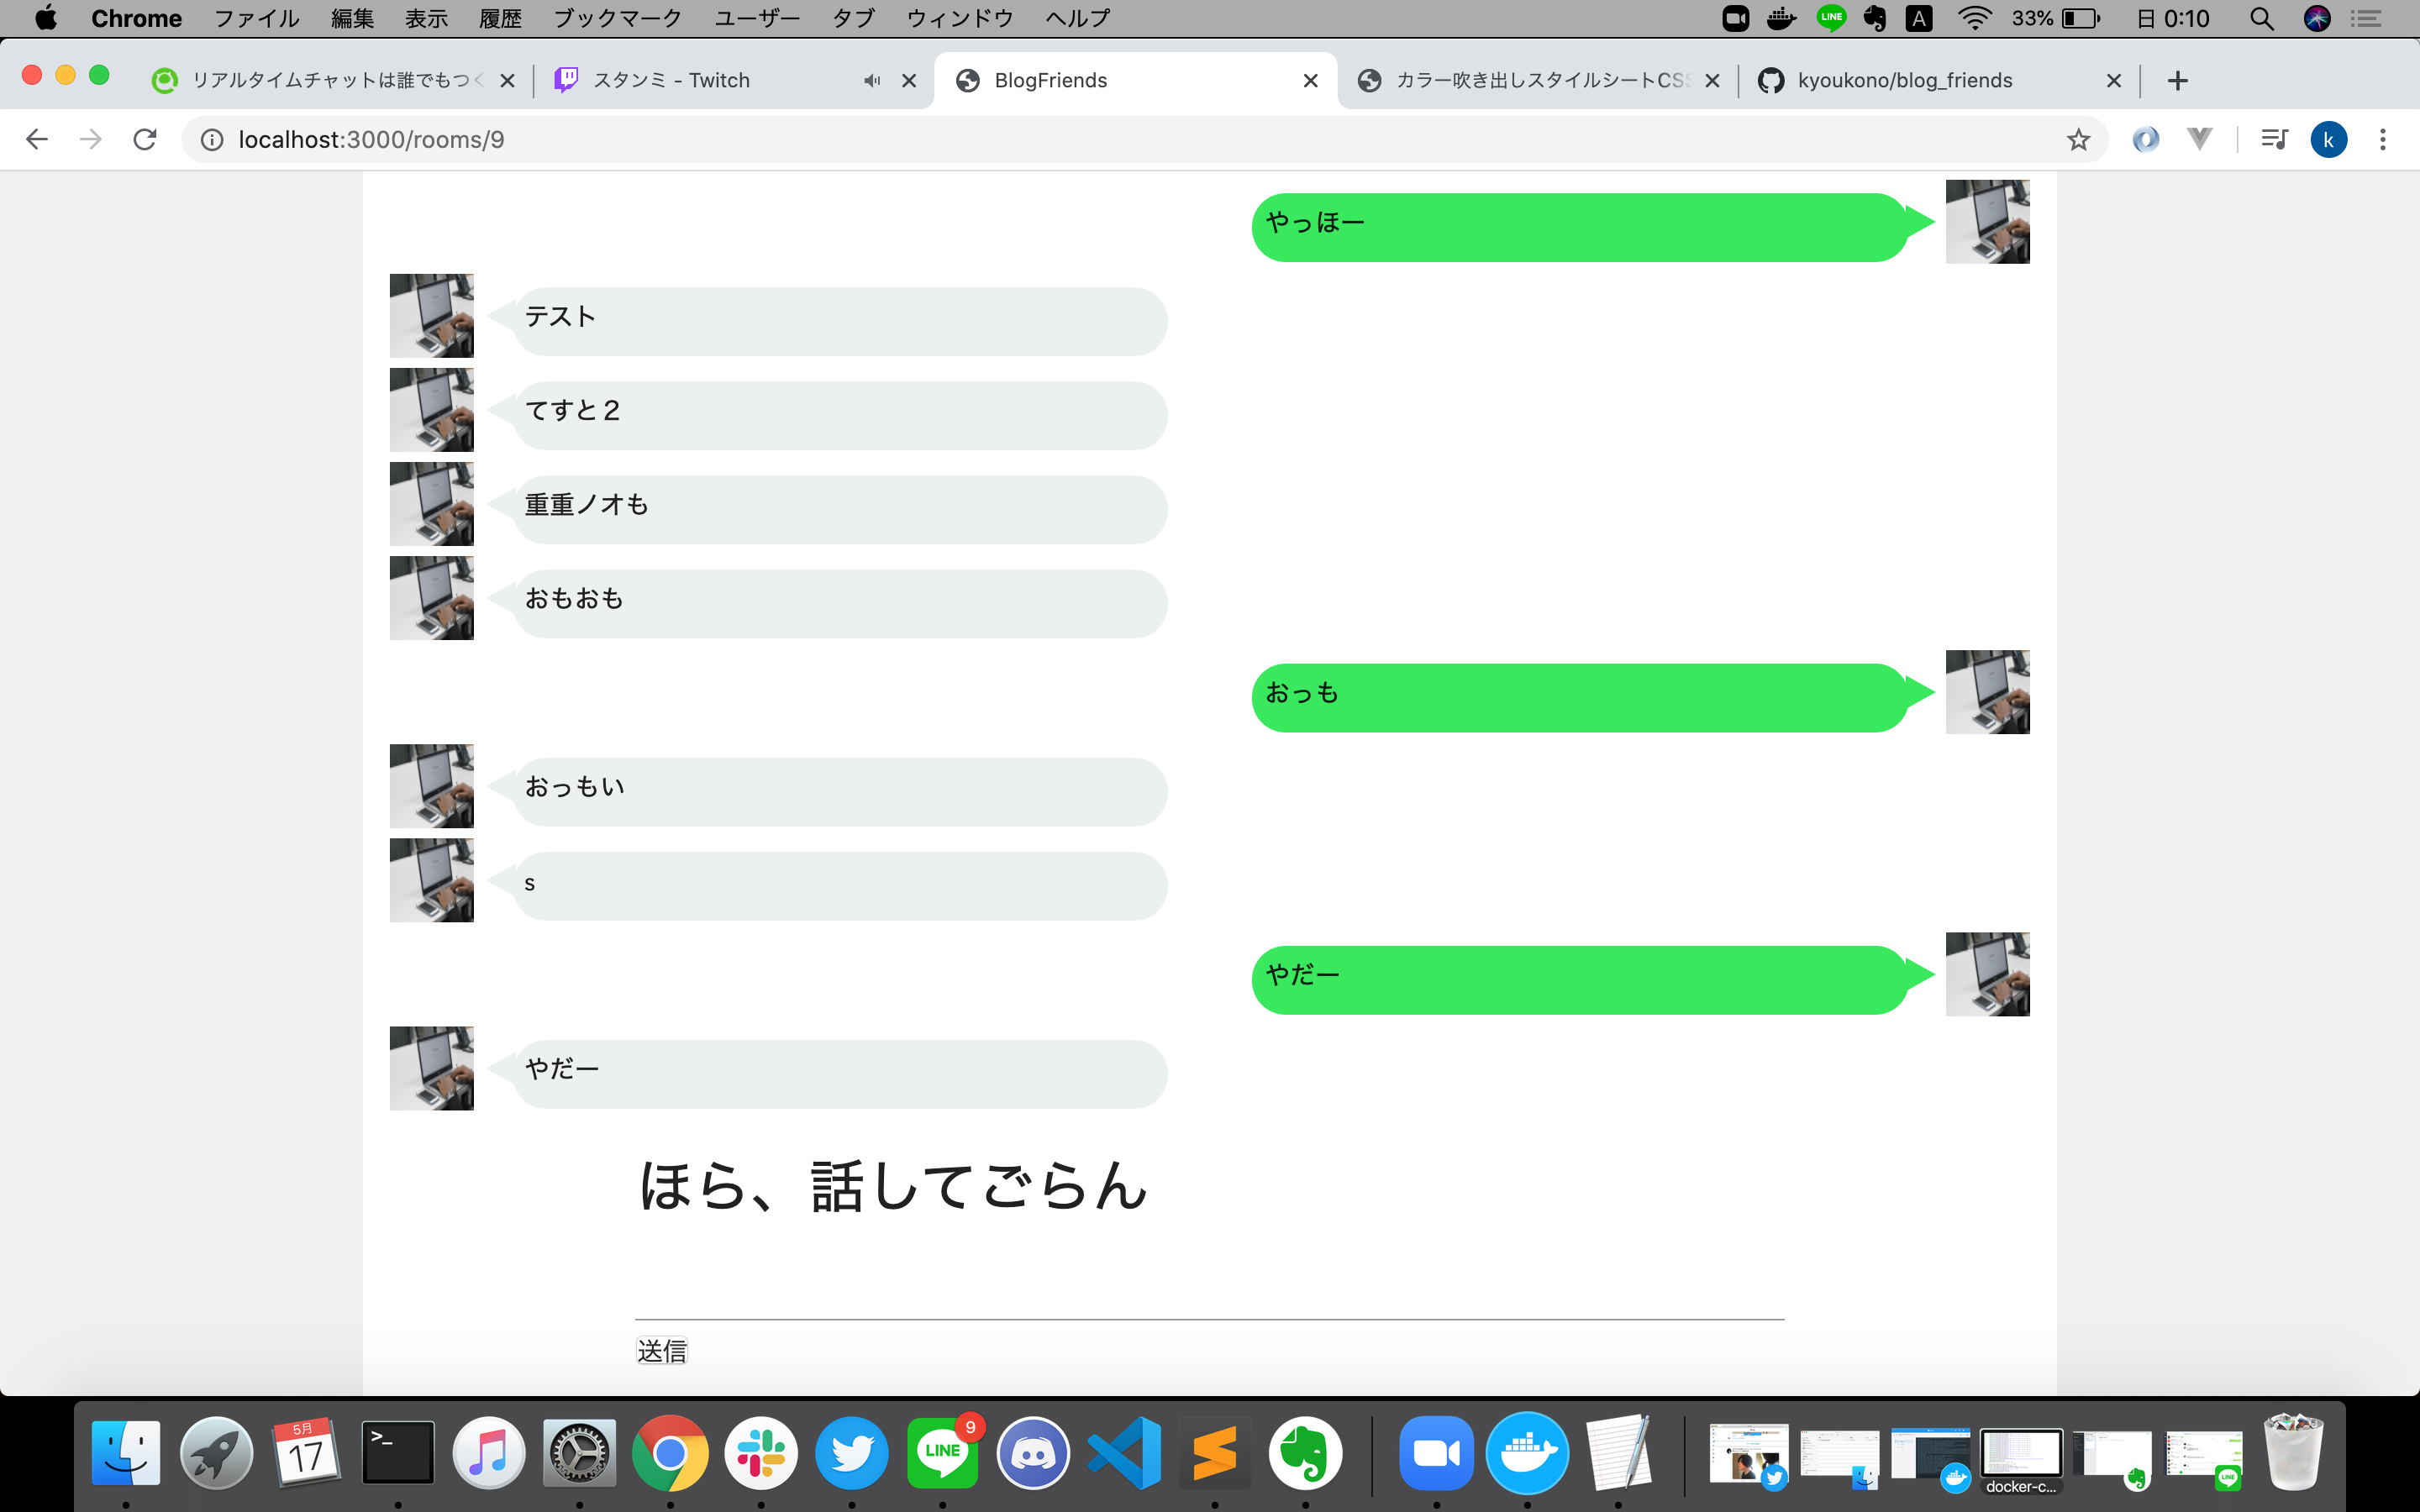 Chrome ファイル 編集 表示 履歴 ブックマーク ユーザー タブ ウィンドウ ヘルプ LINE A 33% 日 0:10
リアルタイムチャットは誰でもつく スタンミ - Twitch BlogFriends カラー吹き出しスタイルシートCSS kyoukono/blog_friends
localhost:3000/rooms/9 k
やっほー
テスト
てすと２
重重ノオも
おもおも
おっも
おっもい
s
やだー
やだー
ほら、話してごらん
送信
5月
17
>_
LINE
9
docker-c...
LINE